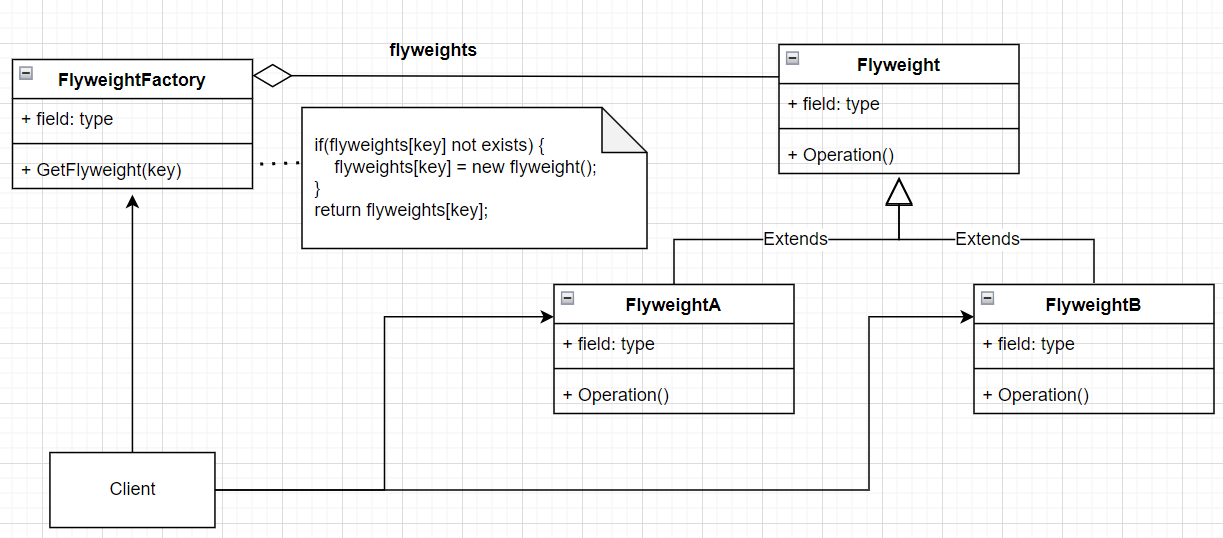 flyweights
FlyweightFactory
+ field: type
+ GetFlyweight(key)
if(flyweights[key] not exists) {
flyweights[key] = new flyweight();
}
return flyweights[key];
Flyweight
+ field: type
+ Operation()
Extends
Extends
FlyweightA
+ field: type
+ Operation()
FlyweightB
+ field: type
+ Operation()
Client